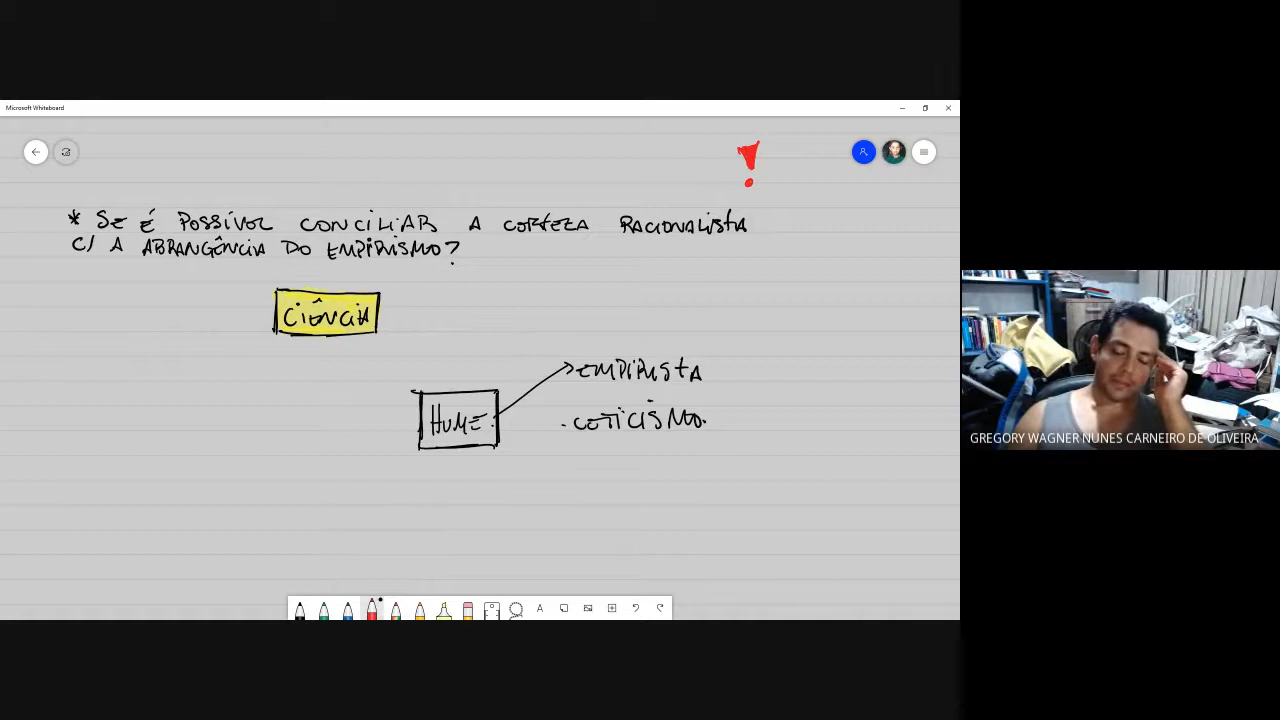 Microsoft Whiteboard
!
* SE É POSSÍVEL CONCILIAR A CERTEZA RACIONALISTA
C/ A ABRANGÊNCIA DO EMPIRISMO?
CIÊNCIA
EMPIRISTA
HUME
. CETICISMO.
GREGORY WAGNER NUNES CARNEIRO DE OLIVEIRA
A